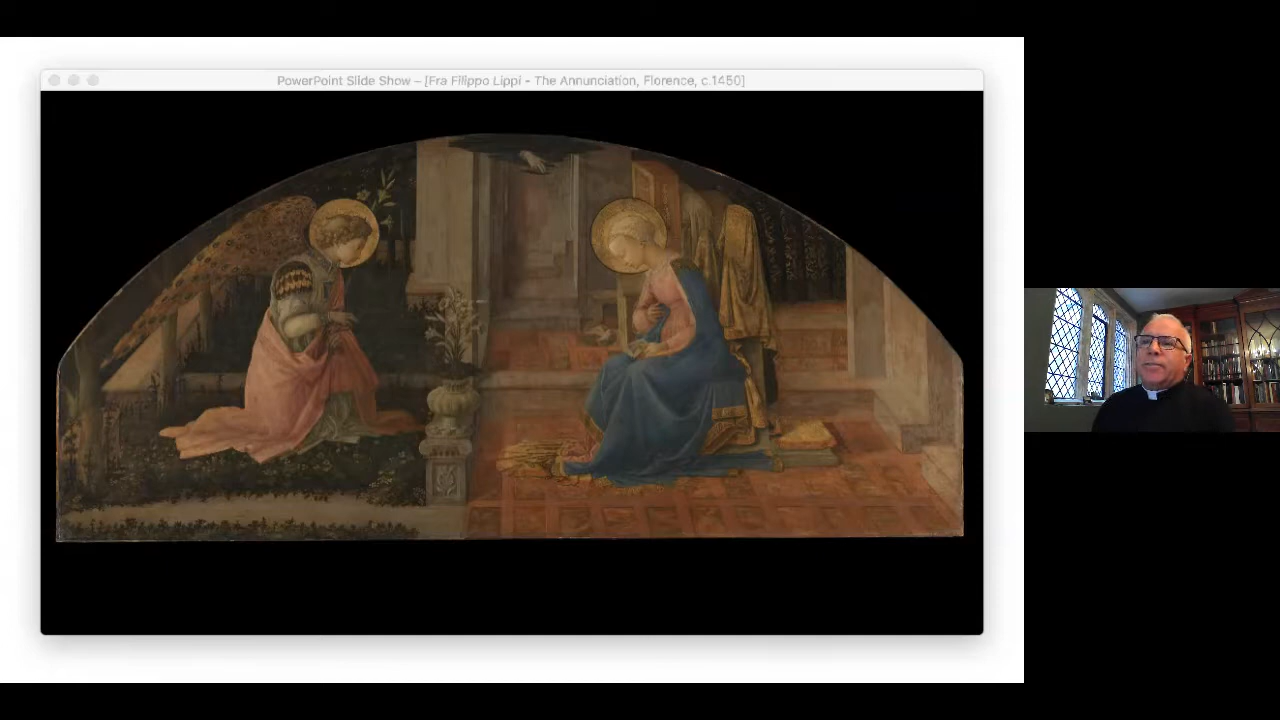 PowerPoint Slide Show – [Fra Filippo Lippi - The Annunciation, Florence, c.1450]